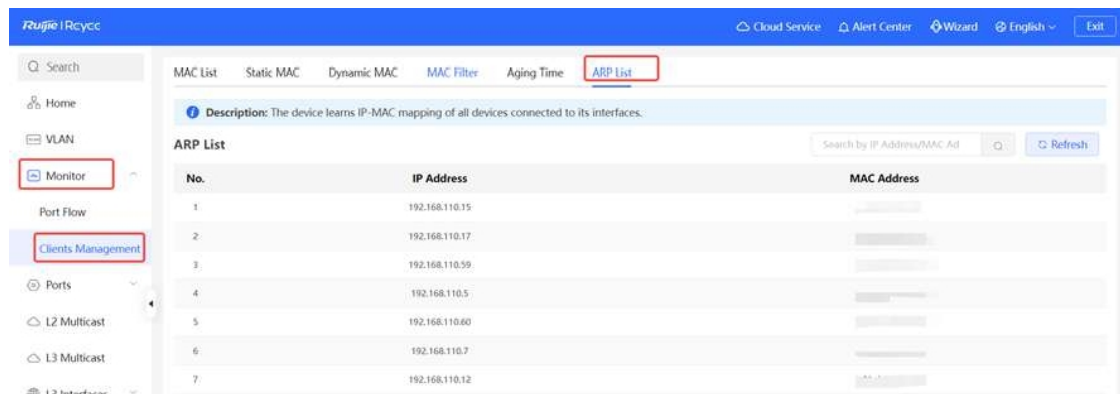 Ruijie | Rcycc
Cloud Service Alert Center Wizard English Exit
Search
Home
VLAN
Monitor
Port Flow
Clients Management
Ports
L2 Multicast
L3 Multicast
L3 Interfaces
MAC List Static MAC Dynamic MAC MAC Filter Aging Time ARP List
Description: The device learns IP-MAC mapping of all devices connected to its interfaces.
ARP List Search by IP Address/MAC Ad Refresh
No. IP Address MAC Address
1 192.168.110.15
2 192.168.110.17
3 192.168.110.59
4 192.168.110.5
5 192.168.110.60
6 192.168.110.7
7 192.168.110.12